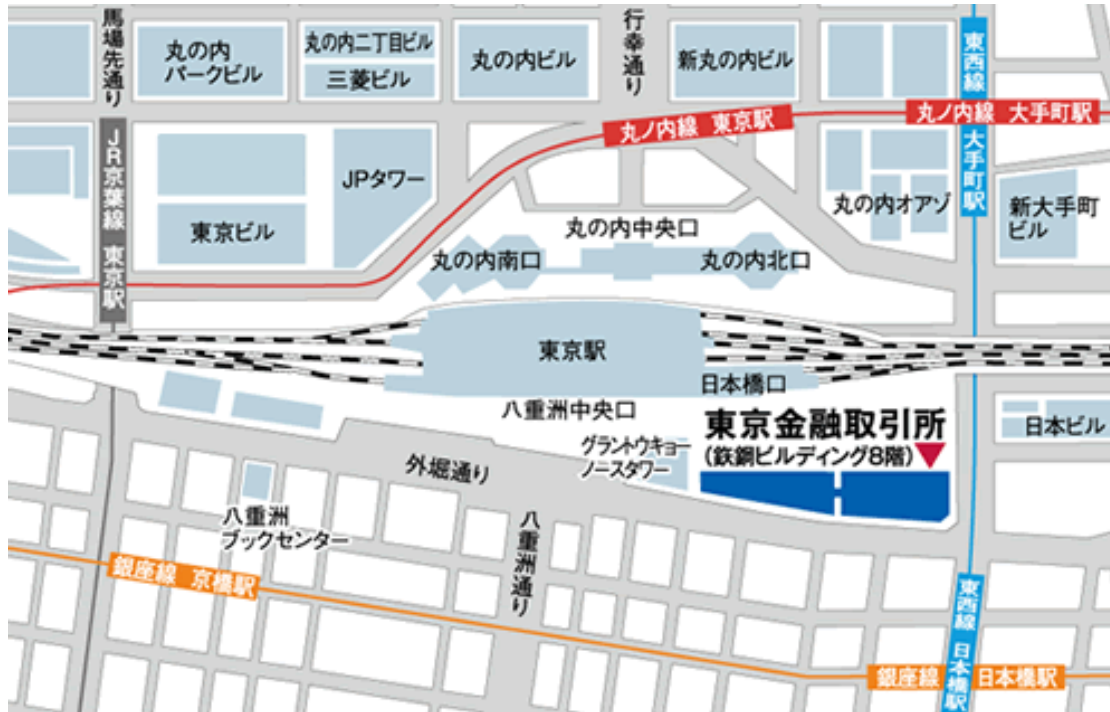 馬場先通り
丸の内
パークビル
丸の内二丁目ビル
三菱ビル
丸の内ビル
行幸通り
新丸の内ビル
東西線 大手町駅
丸ノ内線 東京駅
丸ノ内線 大手町駅
JR京葉線 東京駅
東京ビル
JPタワー
丸の内中央口
丸の内オアゾ
新大手町
ビル
丸の内南口
丸の内北口
東京駅
日本橋口
八重洲中央口
東京金融取引所
(鉄鋼ビルディング8階)
日本ビル
グラントウキョー
ノースタワー
外堀通り
八重洲
ブックセンター
八重洲通り
銀座線 京橋駅
東西線 日本橋駅
銀座線 日本橋駅